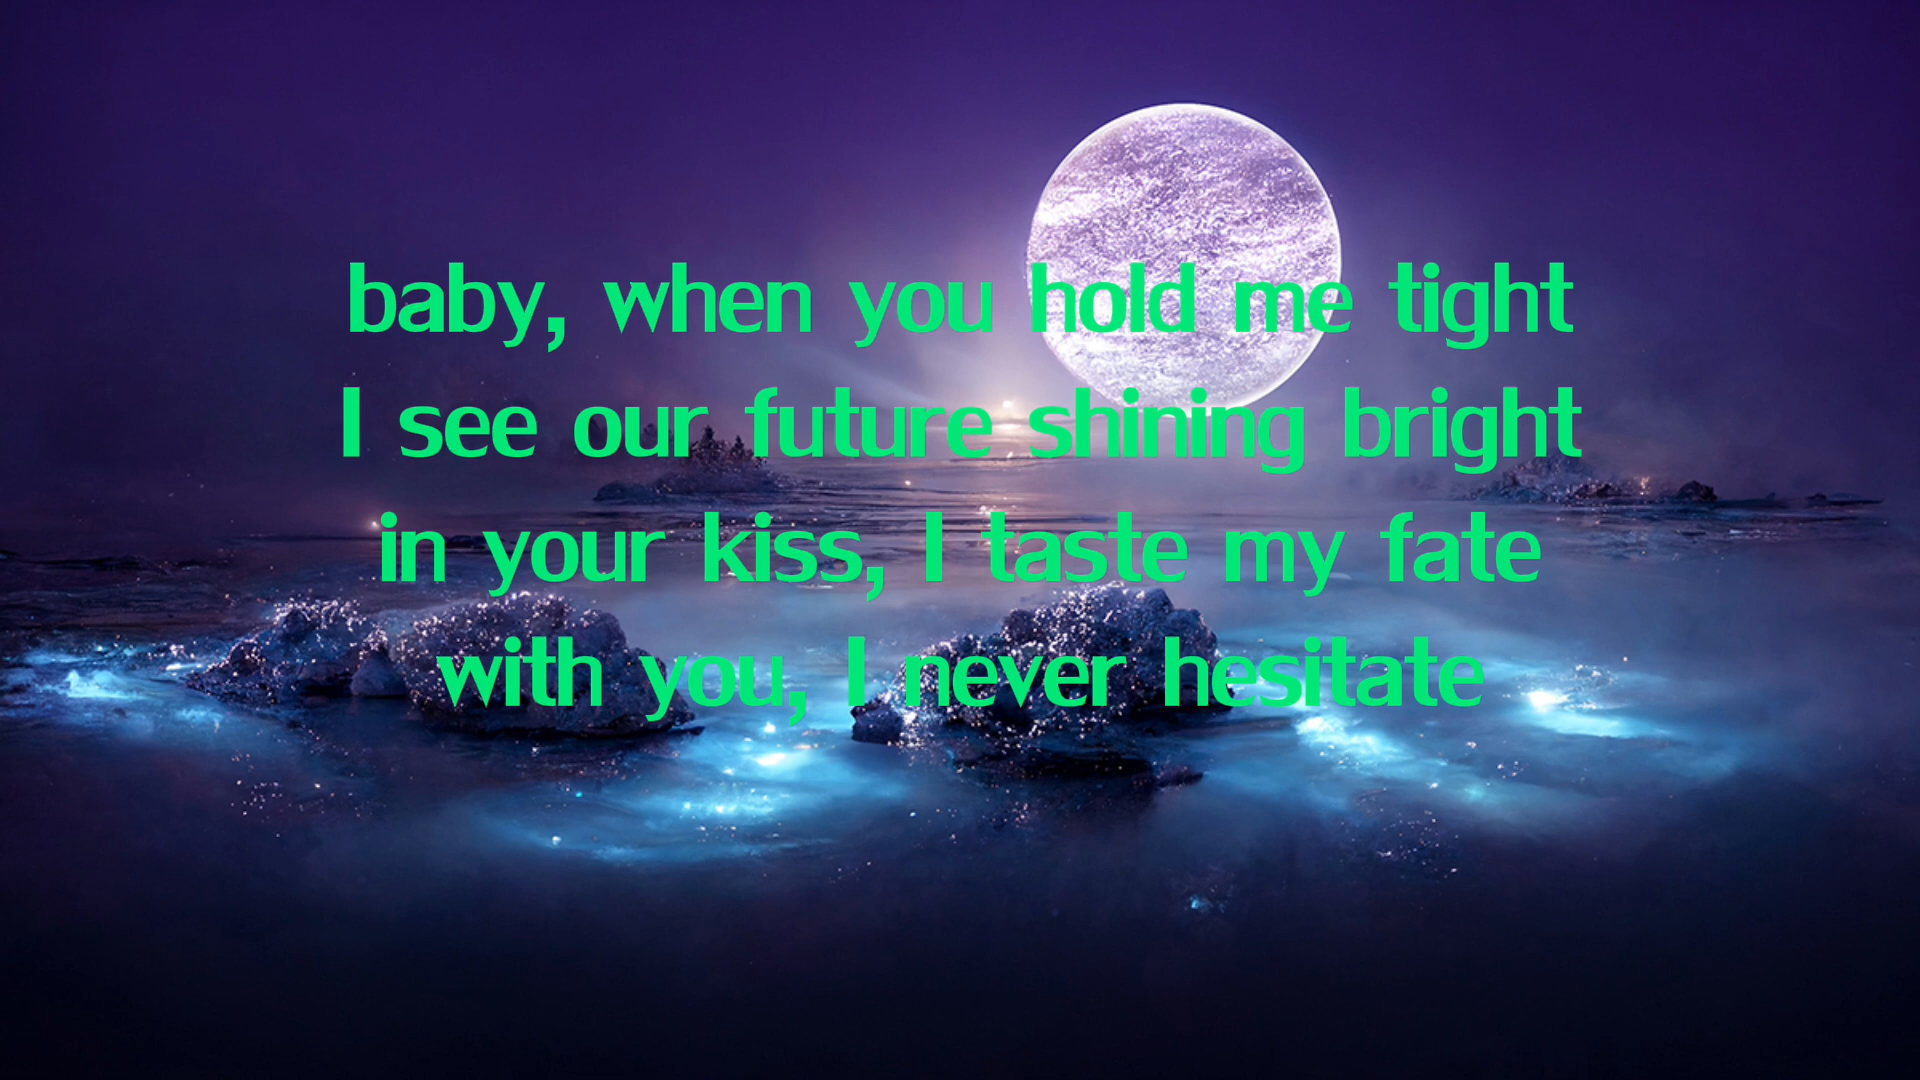 baby, when you hold me tight
I see our future shining bright
in your kiss, I taste my fate
with you, I never hesitate